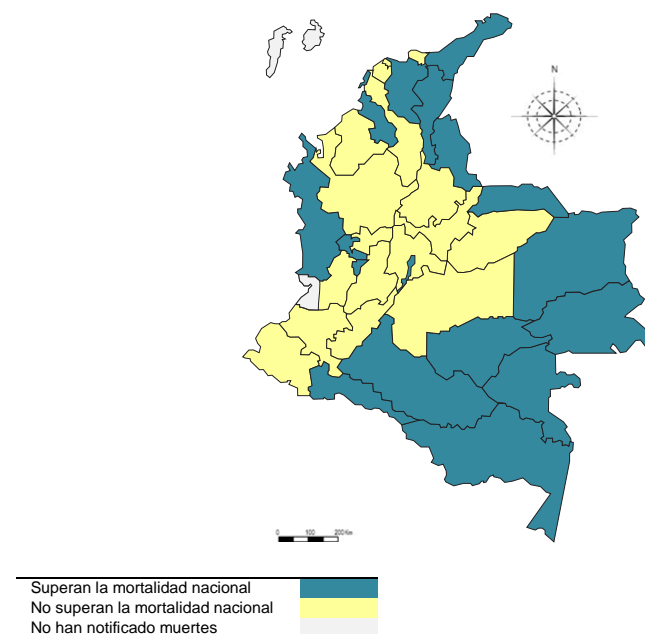 N
0 100 200 Km
Superan la mortalidad nacional
No superan la mortalidad nacional
No han notificado muertes